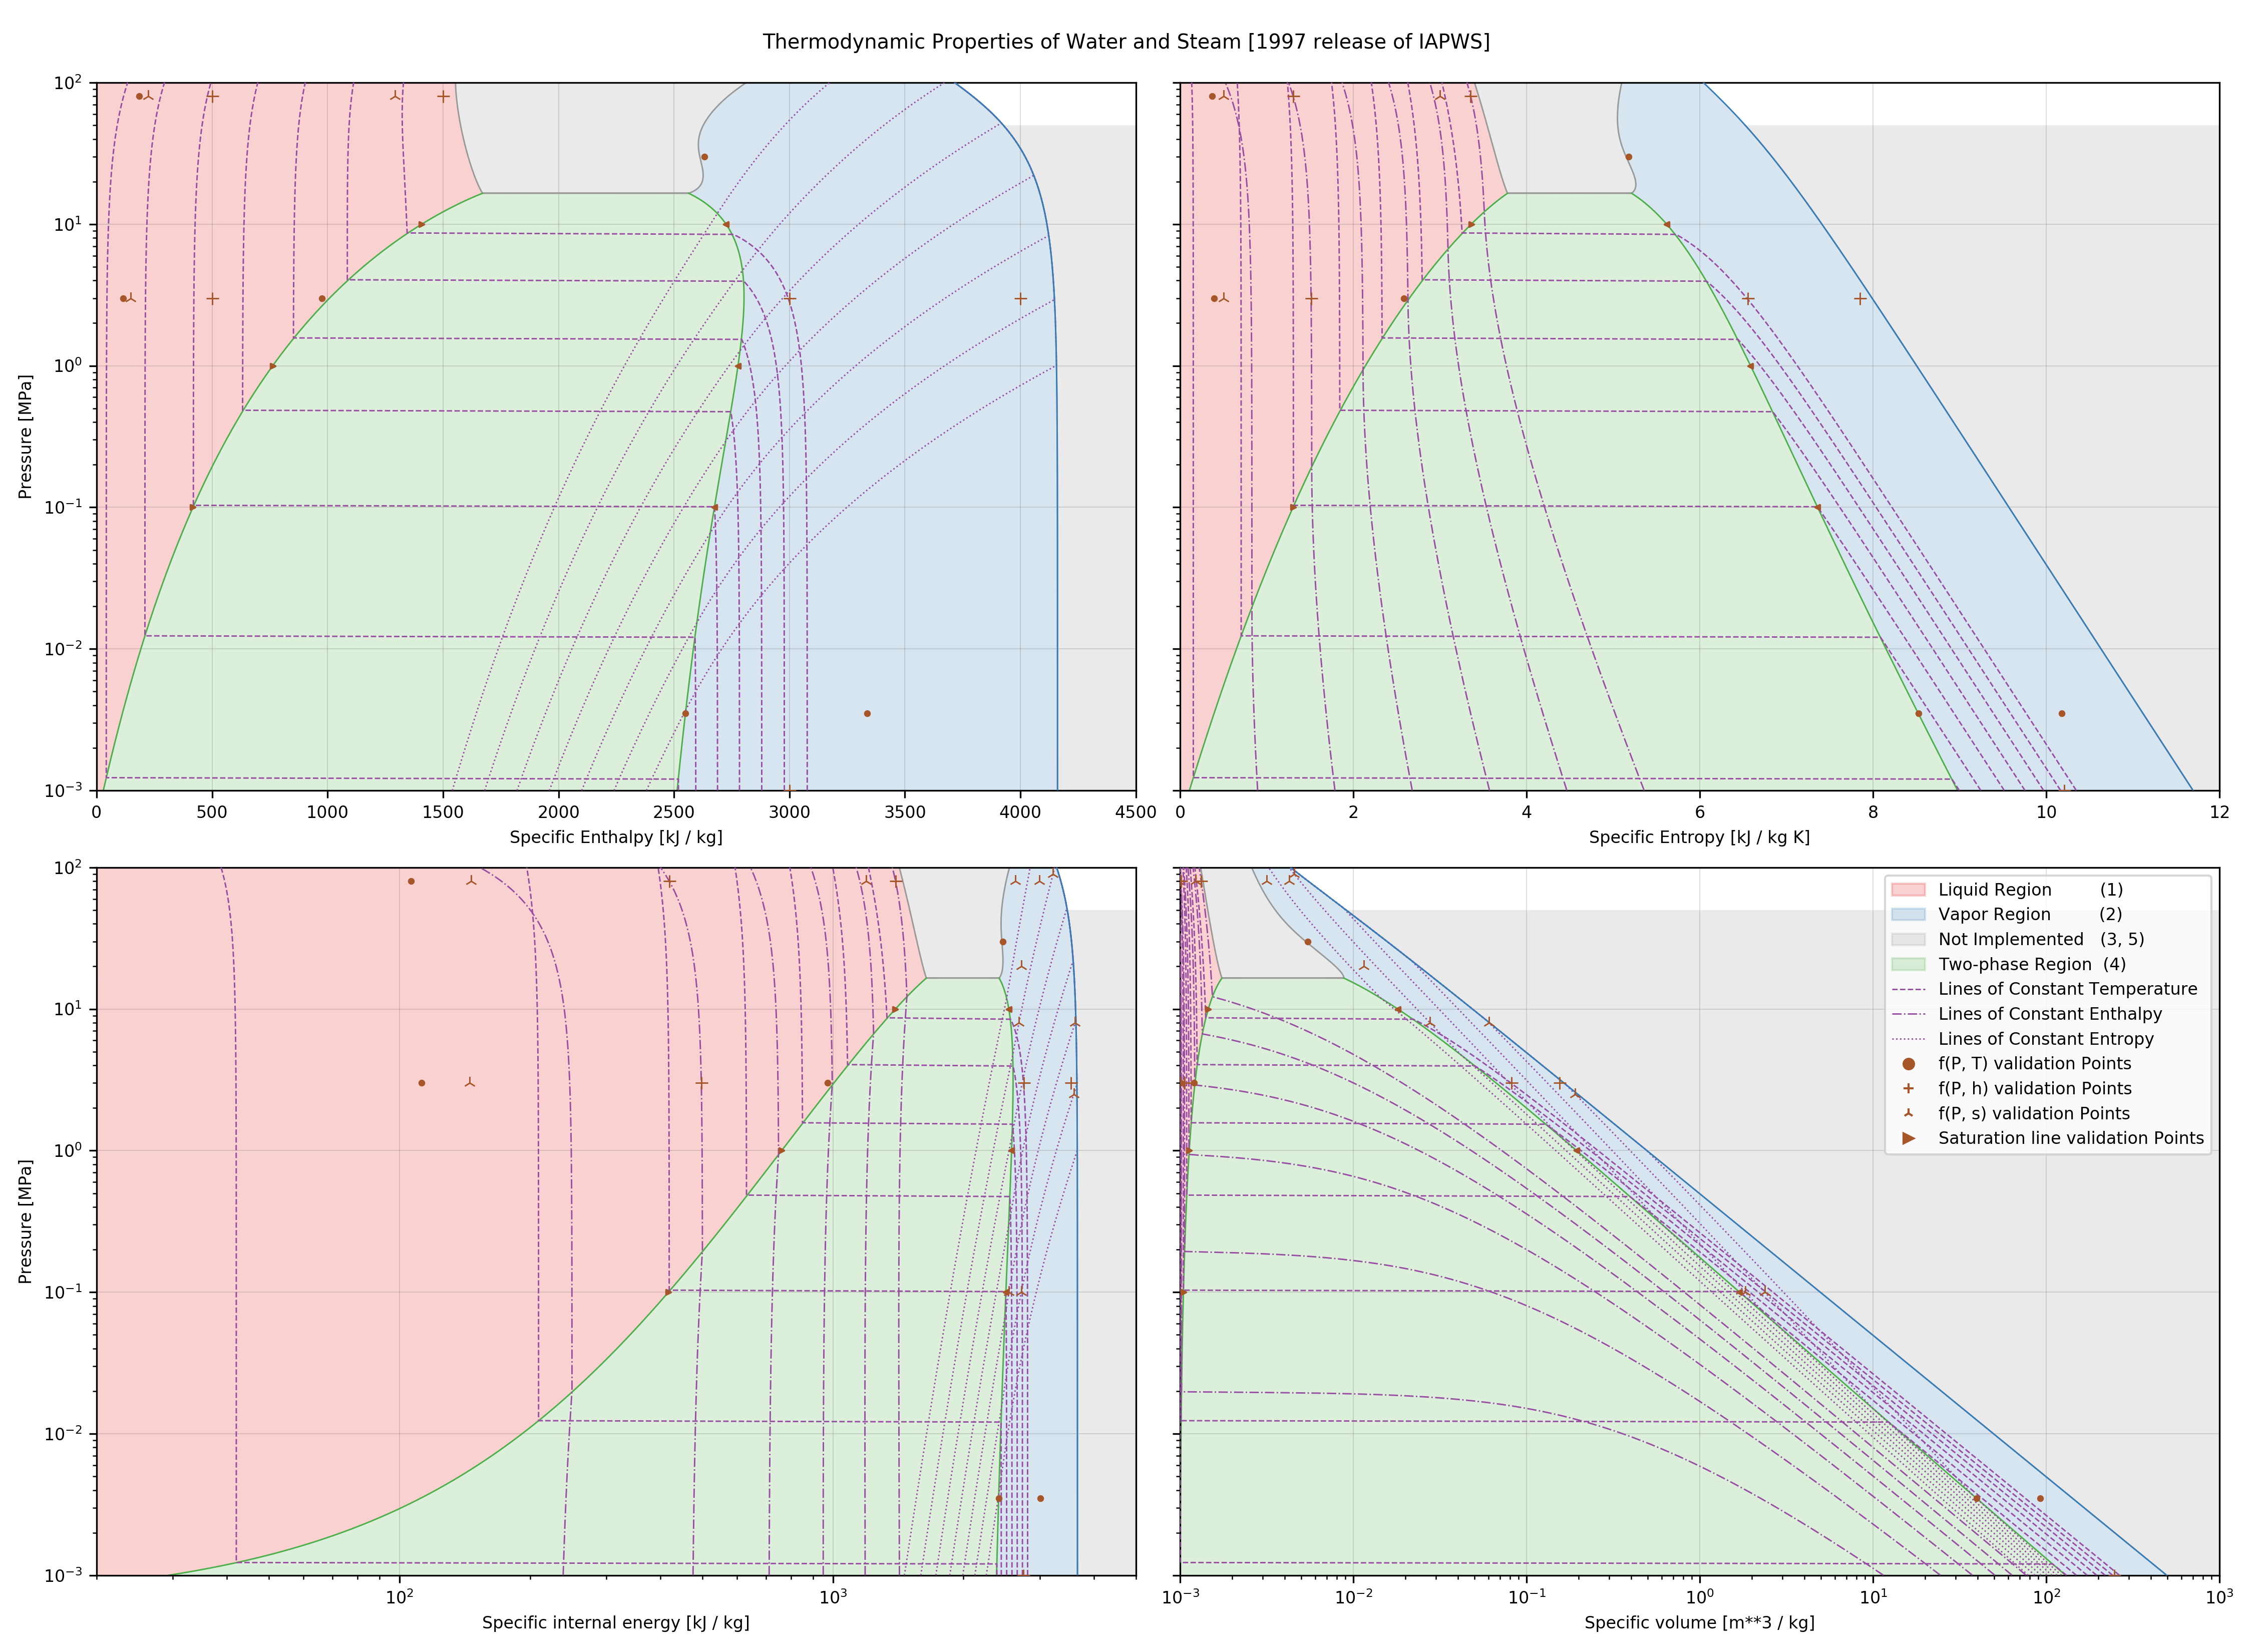 Thermodynamic Properties of Water and Steam [1997 release of IAPWS]
10²
10¹
10⁰
10⁻¹
10⁻²
10⁻³
Pressure [MPa]
0 500 1000 1500 2000 2500 3000 3500 4000 4500
Specific Enthalpy [kJ / kg]
0 2 4 6 8 10 12
Specific Entropy [kJ / kg K]
10²
10¹
10⁰
10⁻¹
10⁻²
10⁻³
Pressure [MPa]
10² 10³
Specific internal energy [kJ / kg]
Liquid Region (1)
Vapor Region (2)
Not Implemented (3, 5)
Two-phase Region (4)
Lines of Constant Temperature
Lines of Constant Enthalpy
Lines of Constant Entropy
f(P, T) validation Points
f(P, h) validation Points
f(P, s) validation Points
Saturation line validation Points
10⁻³ 10⁻² 10⁻¹ 10⁰ 10¹ 10² 10³
Specific volume [m**3 / kg]